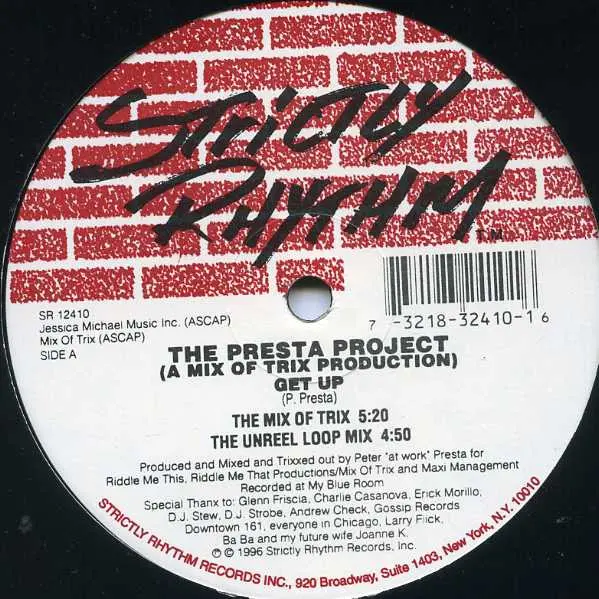 STRICTLY
RHYTHM
T.M.
SR 12410
Jessica Michael Music Inc. (ASCAP)
Mix Of Trix (ASCAP)
SIDE A
7 -3218-32410-1 6
THE PRESTA PROJECT
(A MIX OF TRIX PRODUCTION)
GET UP
(P. Presta)
THE MIX OF TRIX 5:20
THE UNREEL LOOP MIX 4:50
Produced and Mixed and Trixxed out by Peter "at work" Presta for
Riddle Me This, Riddle Me That Productions/Mix Of Trix and Maxi Management
Recorded at My Blue Room
Special Thanx to: Glenn Friscia, Charlie Casanova, Erick Morillo,
D.J. Stew, D.J. Strobe, Andrew Check, Gossip Records
Downtown 161, everyone in Chicago, Larry Flick,
Ba Ba and my future wife Joanne K.
℗ © 1996 Strictly Rhythm Records, Inc.
STRICTLY RHYTHM RECORDS INC., 920 Broadway, Suite 1403, New York, N.Y. 10010